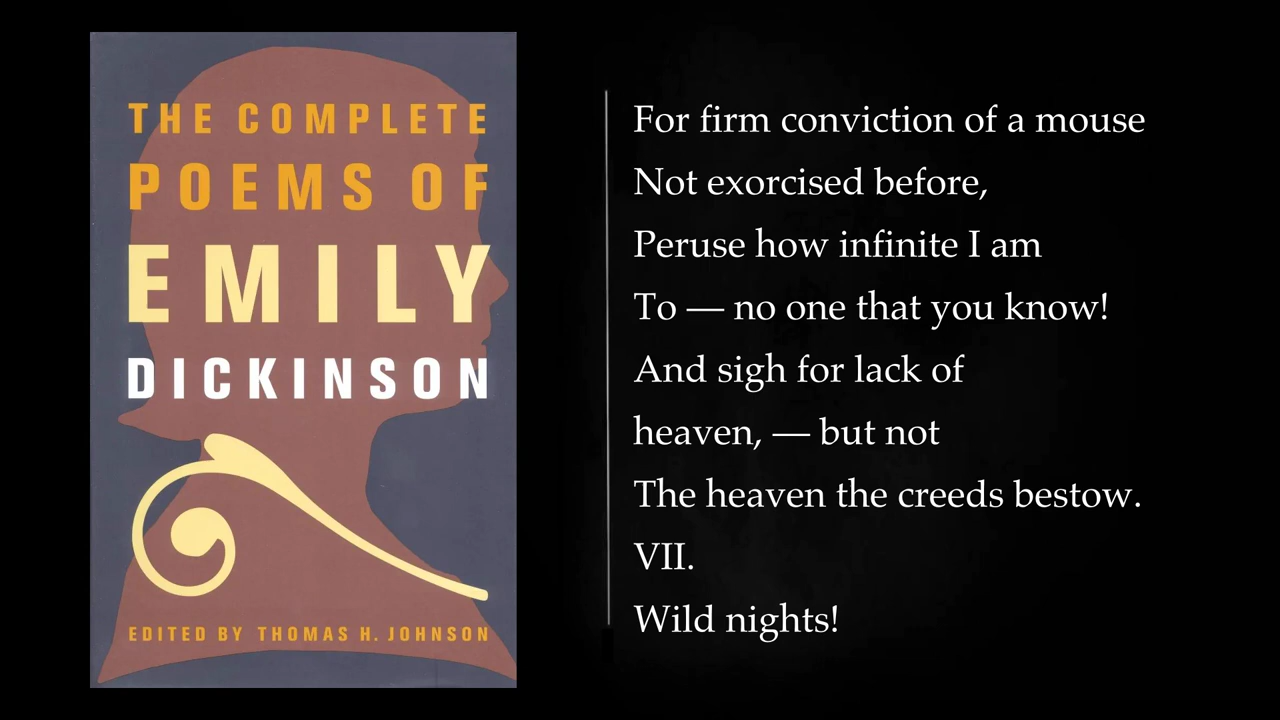 THE COMPLETE
POEMS OF
EMILY
DICKINSON
EDITED BY THOMAS H. JOHNSON
For firm conviction of a mouse
Not exorcised before,
Peruse how infinite I am
To — no one that you know!
And sigh for lack of
heaven, — but not
The heaven the creeds bestow.
VII.
Wild nights!